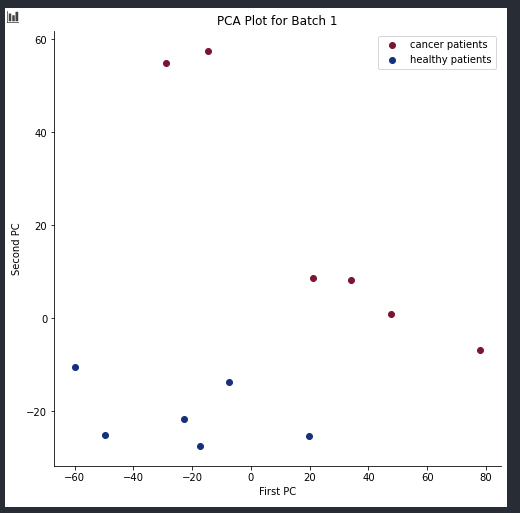 PCA Plot for Batch 1
cancer patients
healthy patients
60
40
20
0
−20
Second PC
−60
−40
−20
0
20
40
60
80
First PC